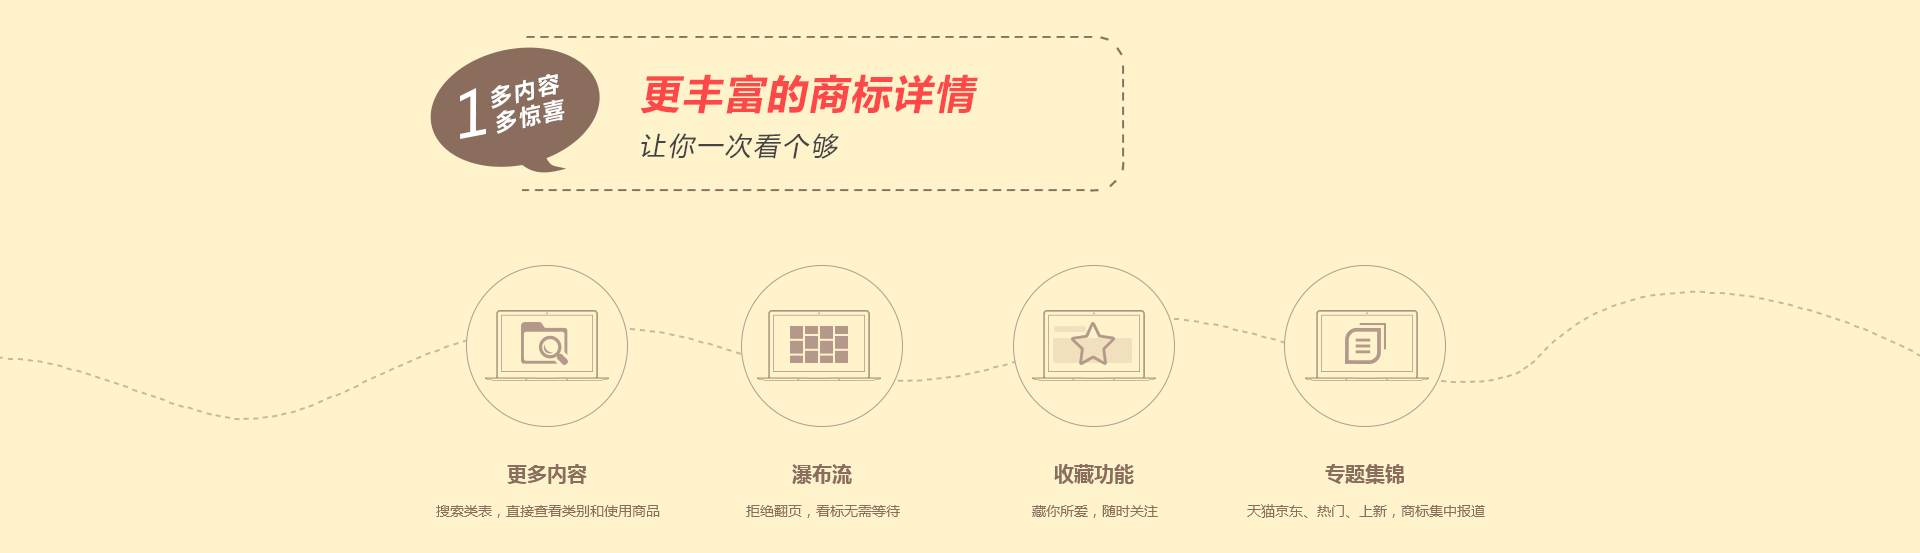 1
多内容
多惊喜
更丰富的商标详情
让你一次看个够
更多内容
搜索类表，直接查看类别和使用商品
瀑布流
拒绝翻页，看标无需等待
收藏功能
藏你所爱，随时关注
专题集锦
天猫京东、热门、上新，商标集中报道